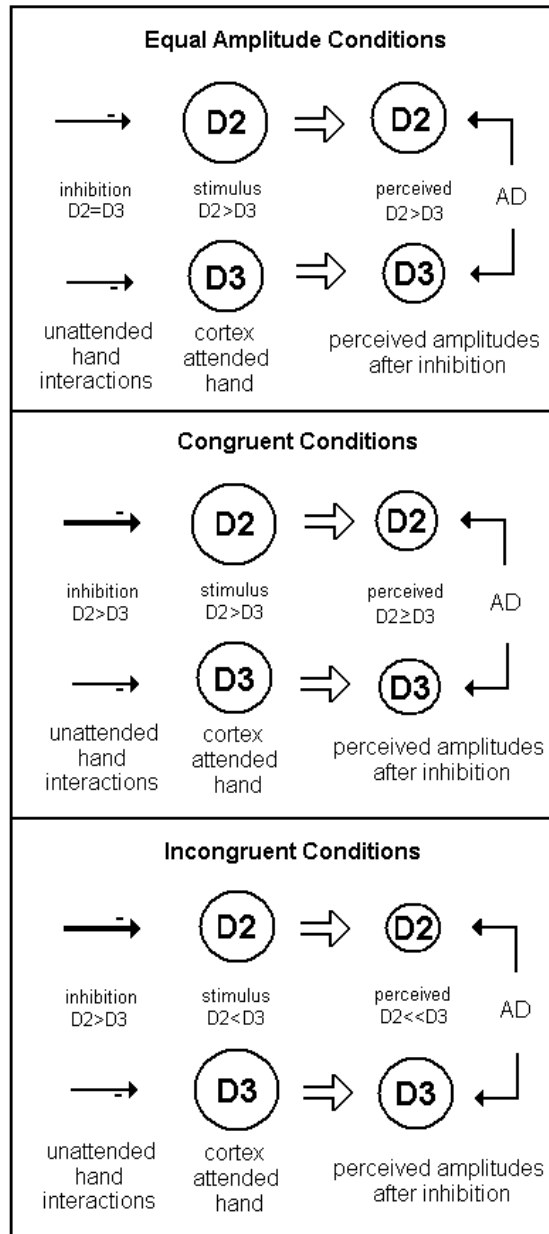 Equal Amplitude Conditions
- D2 D2
inhibition stimulus perceived AD
D2=D3 D2>D3 D2>D3
- D3 D3
unattended cortex perceived amplitudes
hand attended after inhibition
interactions hand
Congruent Conditions
- D2 D2
inhibition stimulus perceived AD
D2>D3 D2>D3 D2≥D3
- D3 D3
unattended cortex perceived amplitudes
hand attended after inhibition
interactions hand
Incongruent Conditions
- D2 D2
inhibition stimulus perceived AD
D2>D3 D2<D3 D2<<D3
- D3 D3
unattended cortex perceived amplitudes
hand attended after inhibition
interactions hand